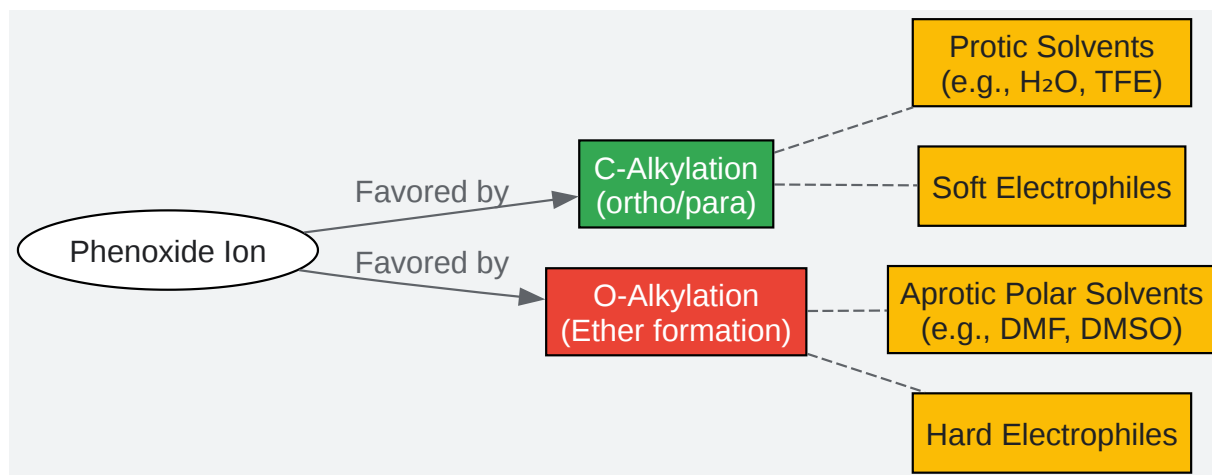 Phenoxide Ion
Favored by
Favored by
C-Alkylation
(ortho/para)
O-Alkylation
(Ether formation)
Protic Solvents
(e.g., H₂O, TFE)
Soft Electrophiles
Aprotic Polar Solvents
(e.g., DMF, DMSO)
Hard Electrophiles